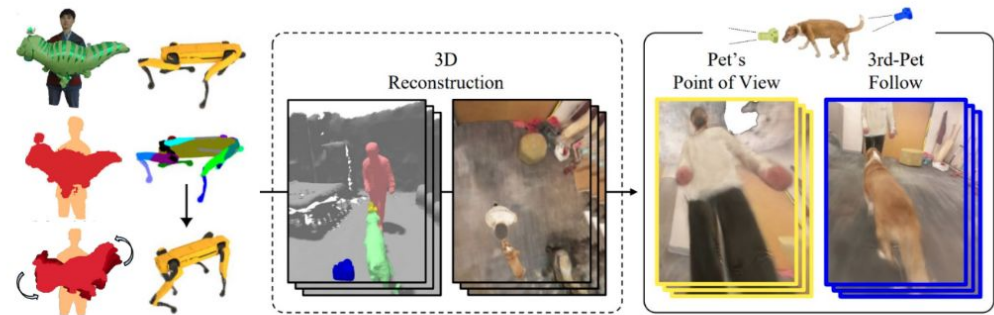 3D
Reconstruction
Pet's
Point of View
3rd-Pet
Follow